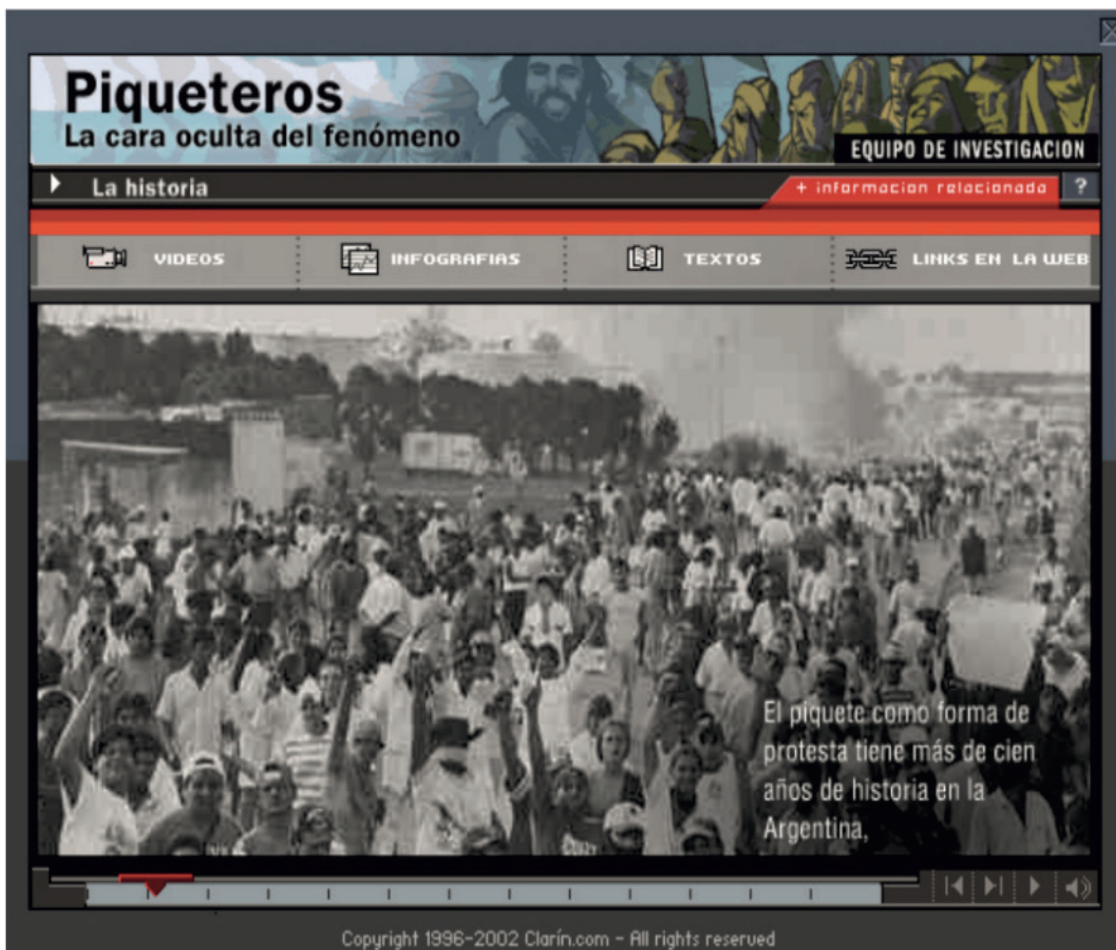 Piqueteros
La cara oculta del fenómeno
EQUIPO DE INVESTIGACION
La historia
+ informacion relacionada
?
VIDEOS
INFOGRAFIAS
TEXTOS
LINKS EN LA WEB
El piquete como forma de
protesta tiene más de cien
años de historia en la
Argentina,
Copyright 1996-2002 Clarín.com - All rights reserved